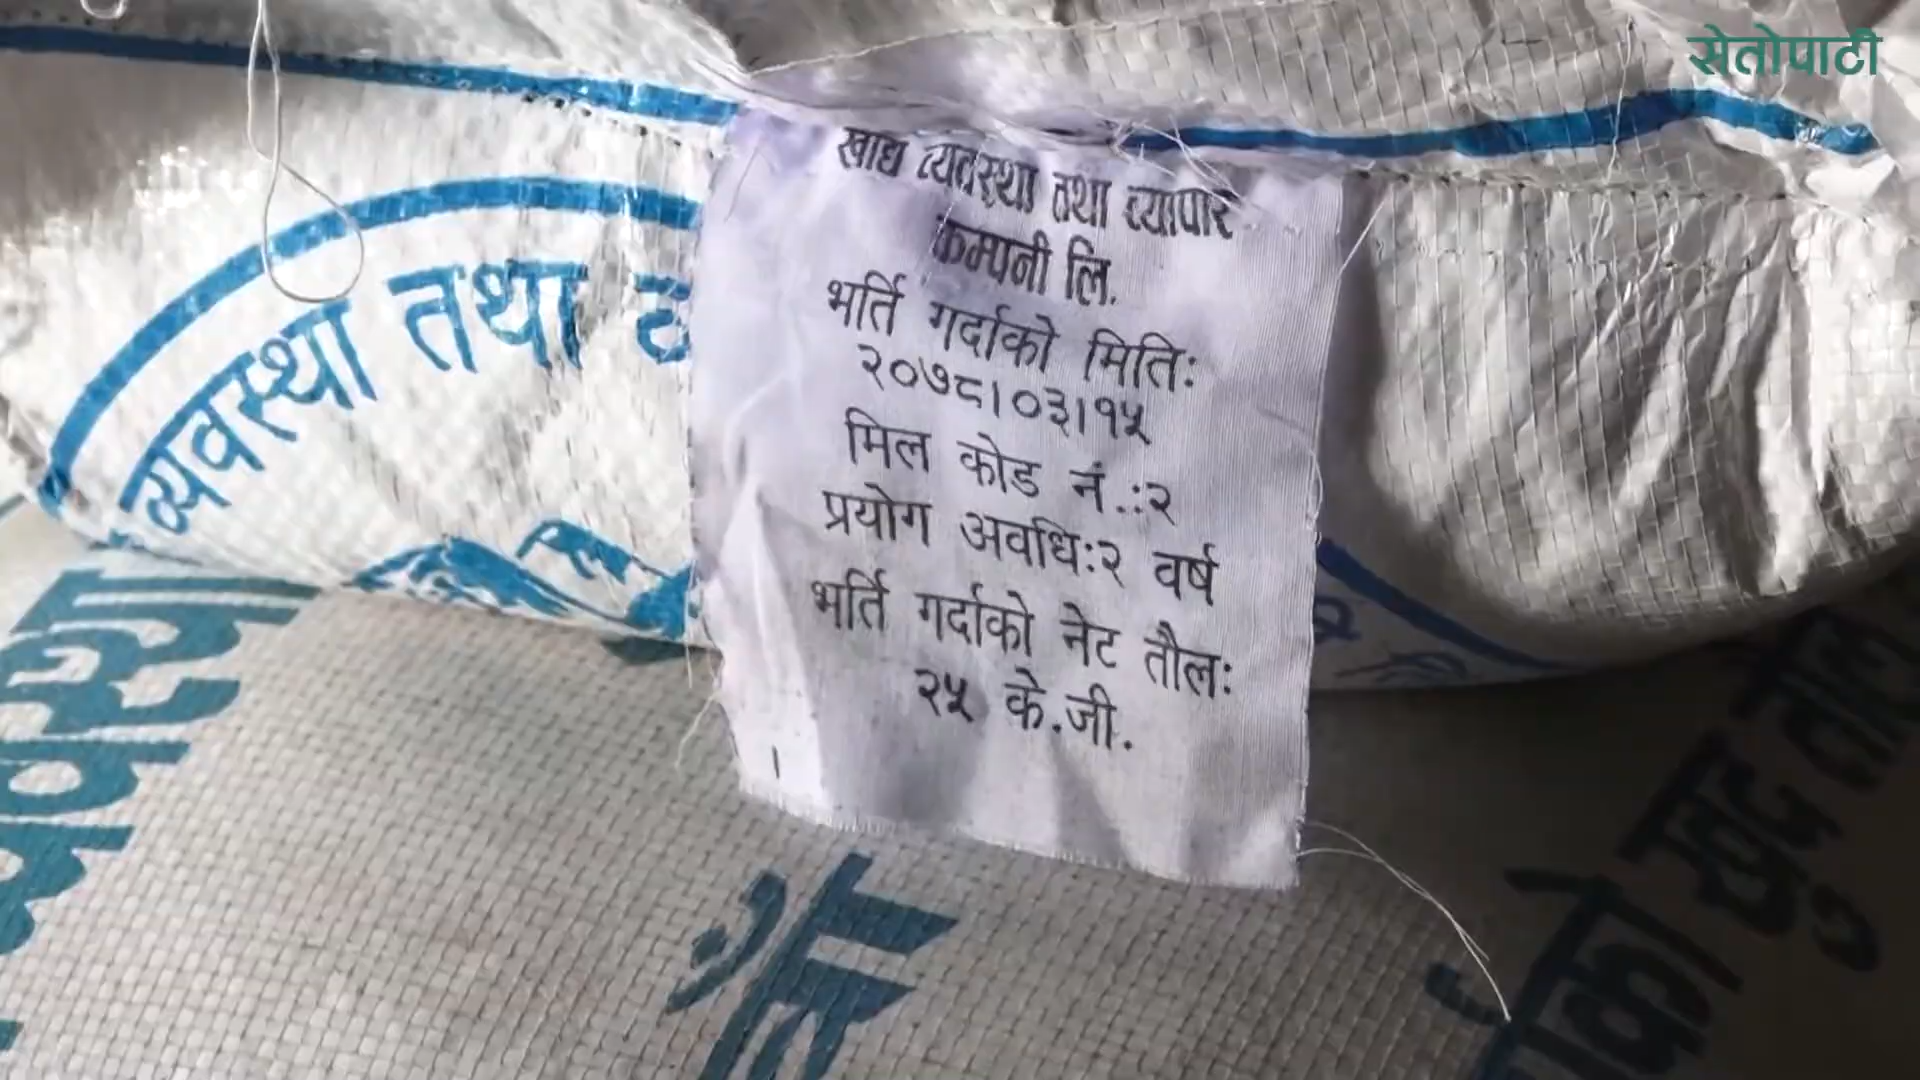 सेतोपाटी
खाद्य व्यवस्था तथा व्यापार
कम्पनी लि.
भर्ति गर्दाको मितिः
२०७८।०३।१५
मिल कोड नं.:२
प्रयोग अवधिः२ वर्ष
भर्ति गर्दाको नेट तौलः
२५ के.जी.
व्यवस्था तथा